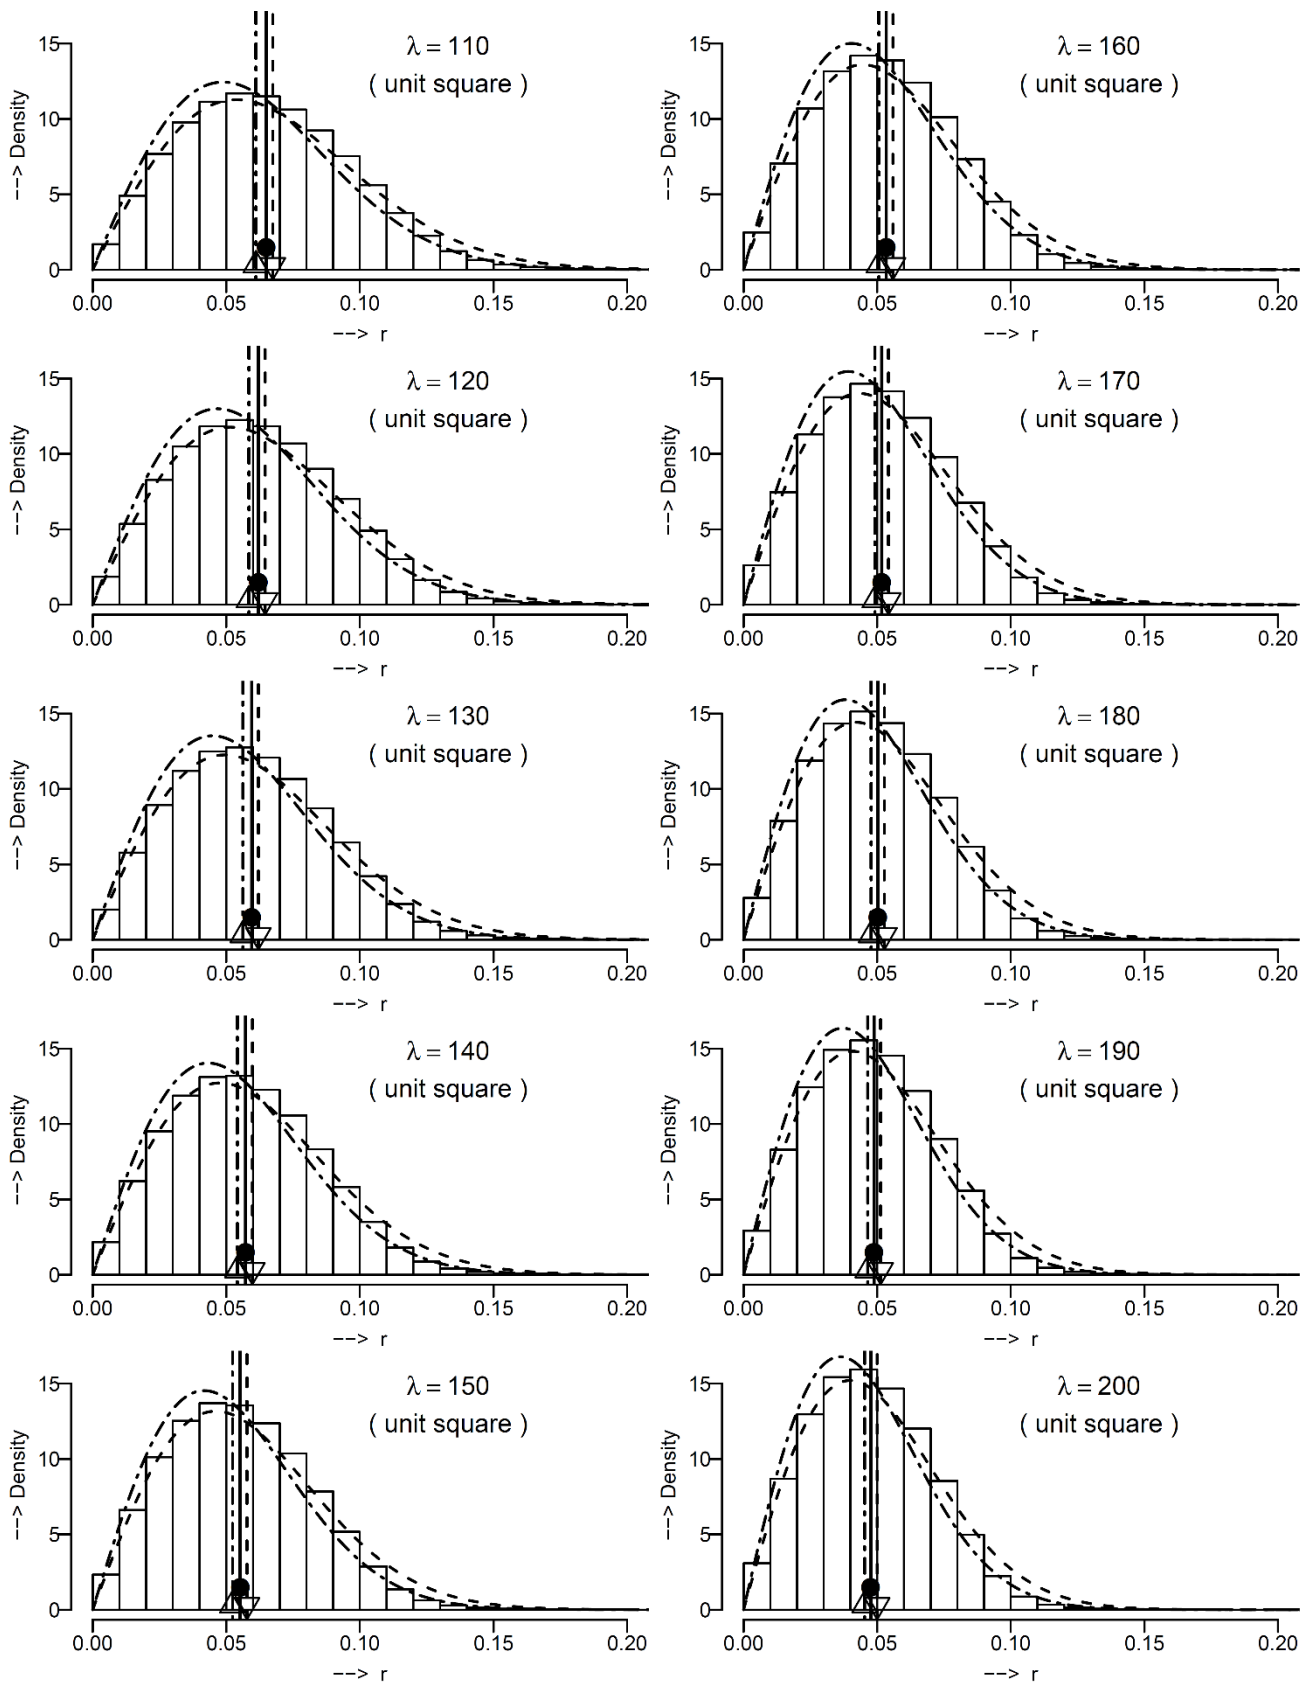 λ = 110
( unit square )
--> Density
15
10
5
0
0.00 0.05 0.10 0.15 0.20
--> r
λ = 160
( unit square )
--> Density
15
10
5
0
0.00 0.05 0.10 0.15 0.20
--> r
λ = 120
( unit square )
--> Density
15
10
5
0
0.00 0.05 0.10 0.15 0.20
--> r
λ = 170
( unit square )
--> Density
15
10
5
0
0.00 0.05 0.10 0.15 0.20
--> r
λ = 130
( unit square )
--> Density
15
10
5
0
0.00 0.05 0.10 0.15 0.20
--> r
λ = 180
( unit square )
--> Density
15
10
5
0
0.00 0.05 0.10 0.15 0.20
--> r
λ = 140
( unit square )
--> Density
15
10
5
0
0.00 0.05 0.10 0.15 0.20
--> r
λ = 190
( unit square )
--> Density
15
10
5
0
0.00 0.05 0.10 0.15 0.20
--> r
λ = 150
( unit square )
--> Density
15
10
5
0
0.00 0.05 0.10 0.15 0.20
--> r
λ = 200
( unit square )
--> Density
15
10
5
0
0.00 0.05 0.10 0.15 0.20
--> r